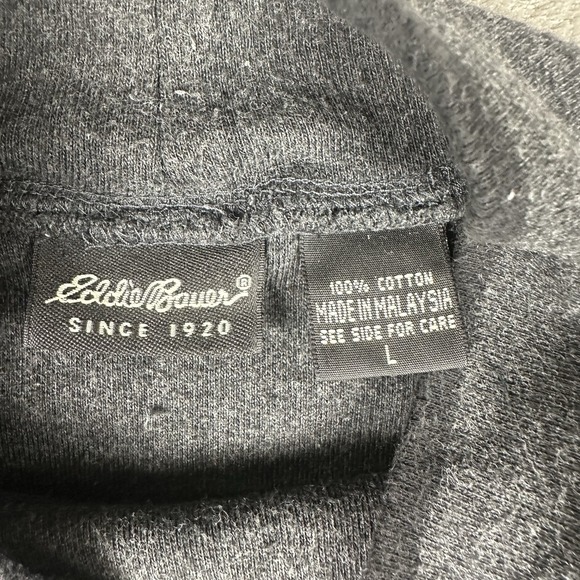 Eddie Bauer®
SINCE 1920
100% COTTON
MADE IN MALAYSIA
SEE SIDE FOR CARE
L